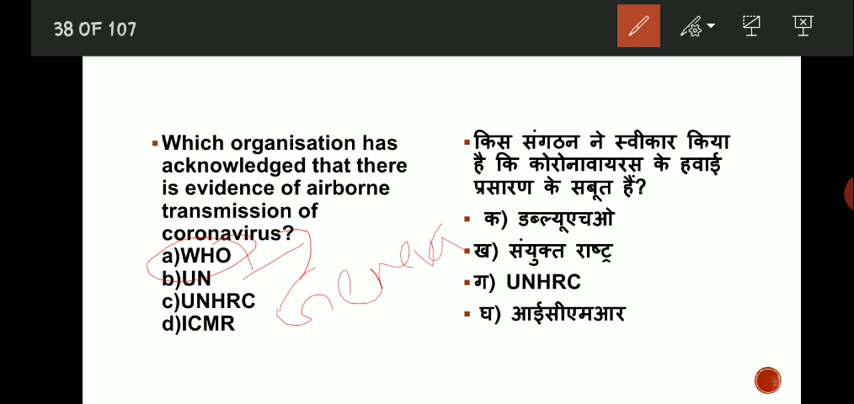 38 OF 107
Which organisation has
acknowledged that there
is evidence of airborne
transmission of
coronavirus?
a)WHO
b)UN
c)UNHRC
d)ICMR
Geneva
किस संगठन ने स्वीकार किया
है कि कोरोनावायरस के हवाई
प्रसारण के सबूत हैं?
क) डब्ल्यूएचओ
ख) संयुक्त राष्ट्र
ग) UNHRC
घ) आईसीएमआर